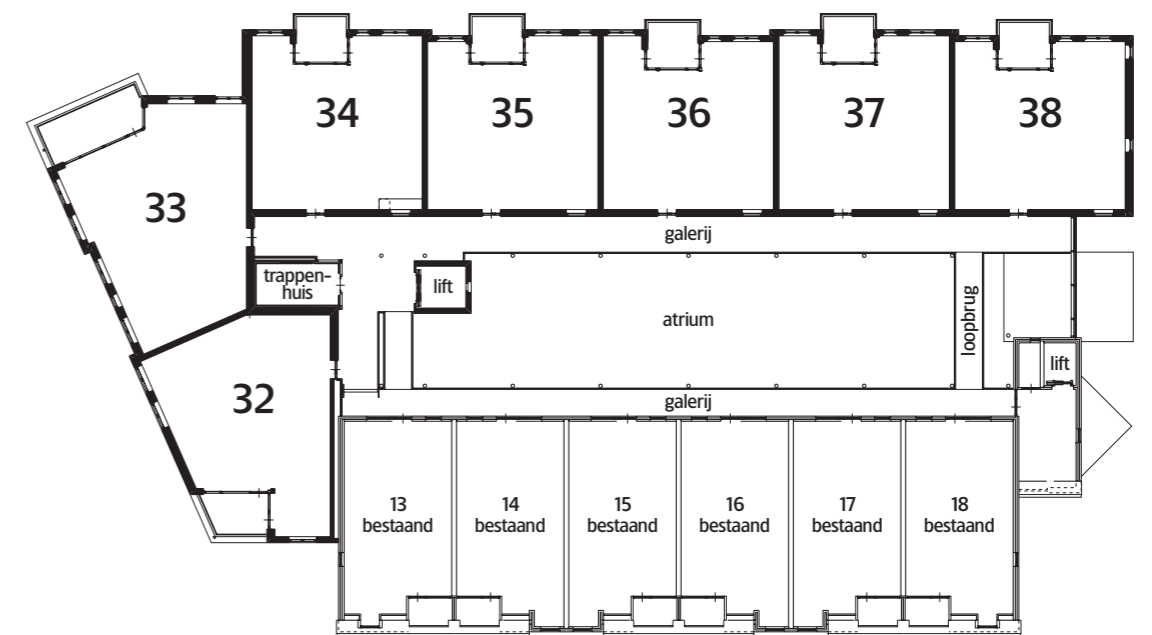 34
35
36
37
38
33
galerij
trappen-
huis
lift
atrium
loopbrug
lift
32
galerij
13
bestaand
14
bestaand
15
bestaand
16
bestaand
17
bestaand
18
bestaand